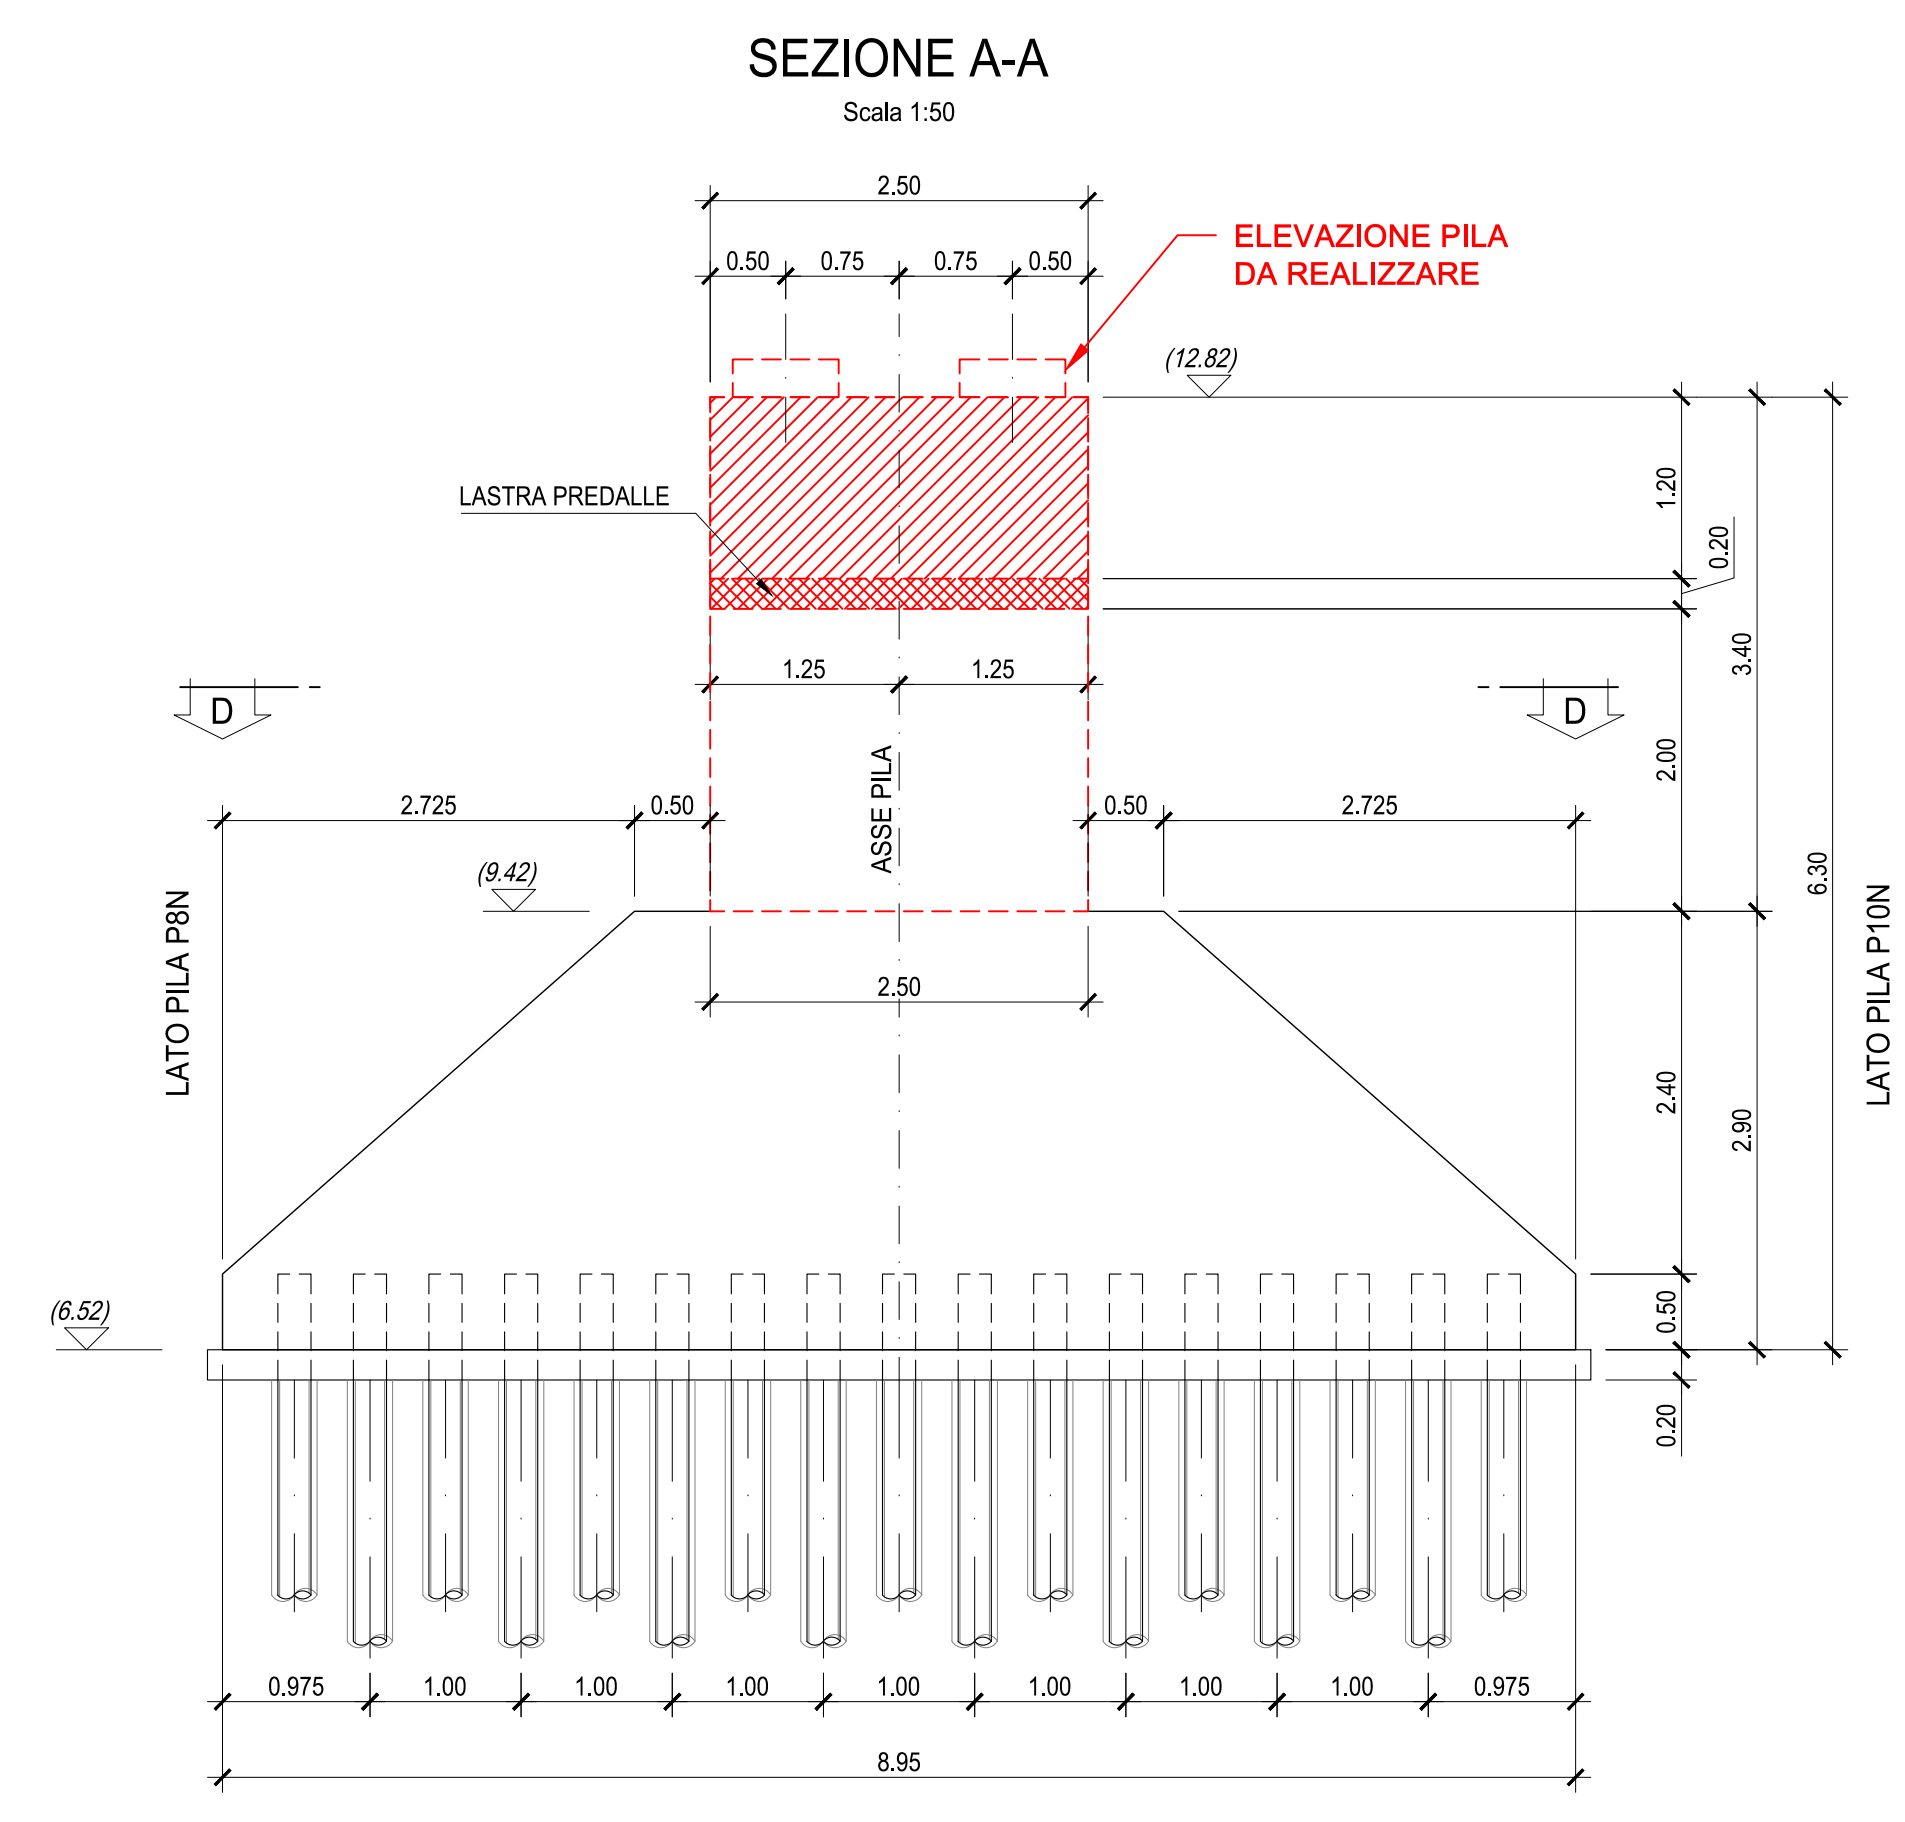 SEZIONE A-A
Scala 1:50
2.50
0.50 0.75 0.75 0.50
ELEVAZIONE PILA
DA REALIZZARE
(12.82)
LASTRA PREDALLE
1.20
0.20
3.40
1.25 1.25
D D
2.00
ASSE PILA
2.725 0.50 0.50 2.725
6.30
(9.42)
LATO PILA P8N
LATO PILA P10N
2.50
2.40
2.90
(6.52)
0.50
0.20
0.975 1.00 1.00 1.00 1.00 1.00 1.00 1.00 0.975
8.95